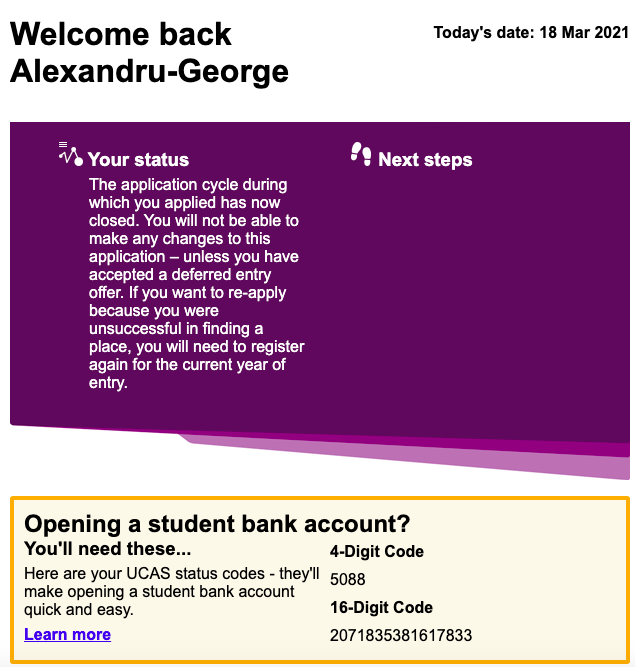 Welcome back
Alexandru-George
Today's date: 18 Mar 2021
Your status
The application cycle during
which you applied has now
closed. You will not be able to
make any changes to this
application – unless you have
accepted a deferred entry
offer. If you want to re-apply
because you were
unsuccessful in finding a
place, you will need to register
again for the current year of
entry.
Next steps
Opening a student bank account?
You'll need these...
Here are your UCAS status codes - they'll
make opening a student bank account
quick and easy.
Learn more
4-Digit Code
5088
16-Digit Code
2071835381617833